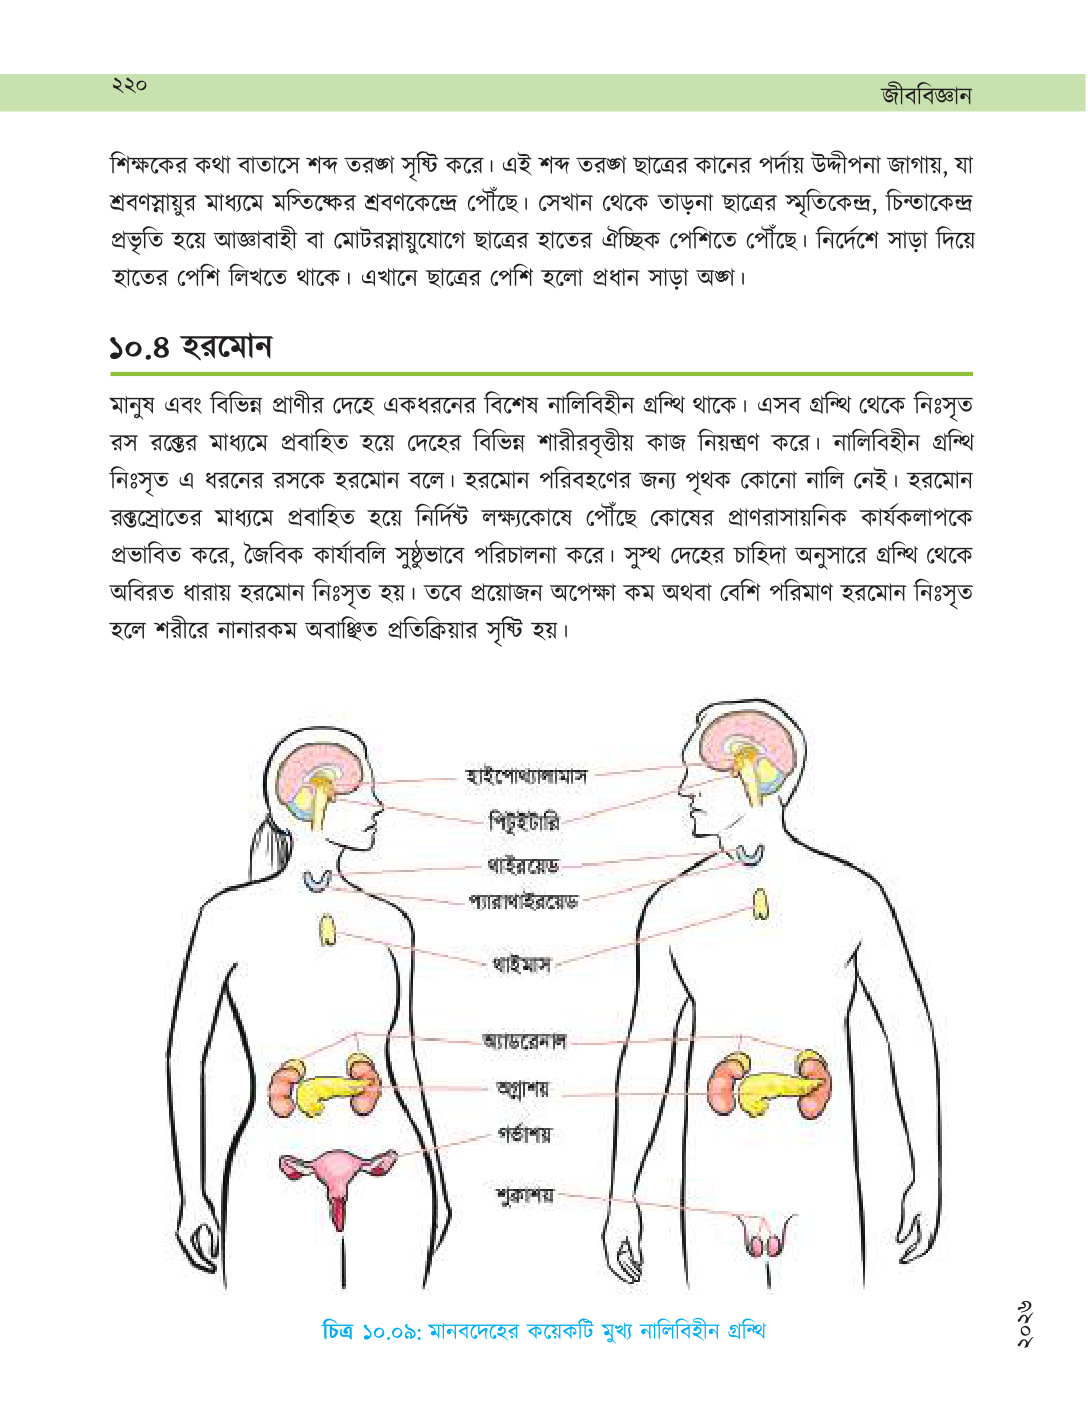 ২২০
জীববিজ্ঞান
শিক্ষকের কথা বাতাসে শব্দ তরঙ্গ সৃষ্টি করে। এই শব্দ তরঙ্গ ছাত্রের কানের পর্দায় উদ্দীপনা জাগায়, যা
শ্রবণস্নায়ুর মাধ্যমে মস্তিষ্কের শ্রবণকেন্দ্রে পৌঁছে। সেখান থেকে তাড়না ছাত্রের স্মৃতিকেন্দ্র, চিন্তাকেন্দ্র
প্রভৃতি হয়ে আজ্ঞাবাহী বা মোটরস্নায়ুযোগে ছাত্রের হাতের ঐচ্ছিক পেশিতে পৌঁছে। নির্দেশে সাড়া দিয়ে
হাতের পেশি লিখতে থাকে। এখানে ছাত্রের পেশি হলো প্রধান সাড়া অঙ্গ।
১০.৪ হরমোন
মানুষ এবং বিভিন্ন প্রাণীর দেহে একধরনের বিশেষ নালিবিহীন গ্রন্থি থাকে। এসব গ্রন্থি থেকে নিঃসৃত
রস রক্তের মাধ্যমে প্রবাহিত হয়ে দেহের বিভিন্ন শারীরবৃত্তীয় কাজ নিয়ন্ত্রণ করে। নালিবিহীন গ্রন্থি
নিঃসৃত এ ধরনের রসকে হরমোন বলে। হরমোন পরিবহণের জন্য পৃথক কোনো নালি নেই। হরমোন
রক্তস্রোতের মাধ্যমে প্রবাহিত হয়ে নির্দিষ্ট লক্ষ্যকোষে পৌঁছে কোষের প্রাণরাসায়নিক কার্যকলাপকে
প্রভাবিত করে, জৈবিক কার্যাবলি সুষ্ঠুভাবে পরিচালনা করে। সুস্থ দেহের চাহিদা অনুসারে গ্রন্থি থেকে
অবিরত ধারায় হরমোন নিঃসৃত হয়। তবে প্রয়োজন অপেক্ষা কম অথবা বেশি পরিমাণ হরমোন নিঃসৃত
হলে শরীরে নানারকম অবাঞ্ছিত প্রতিক্রিয়ার সৃষ্টি হয়।
হাইপোথ্যালামাস
পিটুইটারি
থাইরয়েড
প্যারাথাইরয়েড
থাইমাস
অ্যাডরেনাল
অগ্ন্যাশয়
গর্ভাশয়
শুক্রাশয়
চিত্র ১০.০৯: মানবদেহের কয়েকটি মুখ্য নালিবিহীন গ্রন্থি
২০২৬